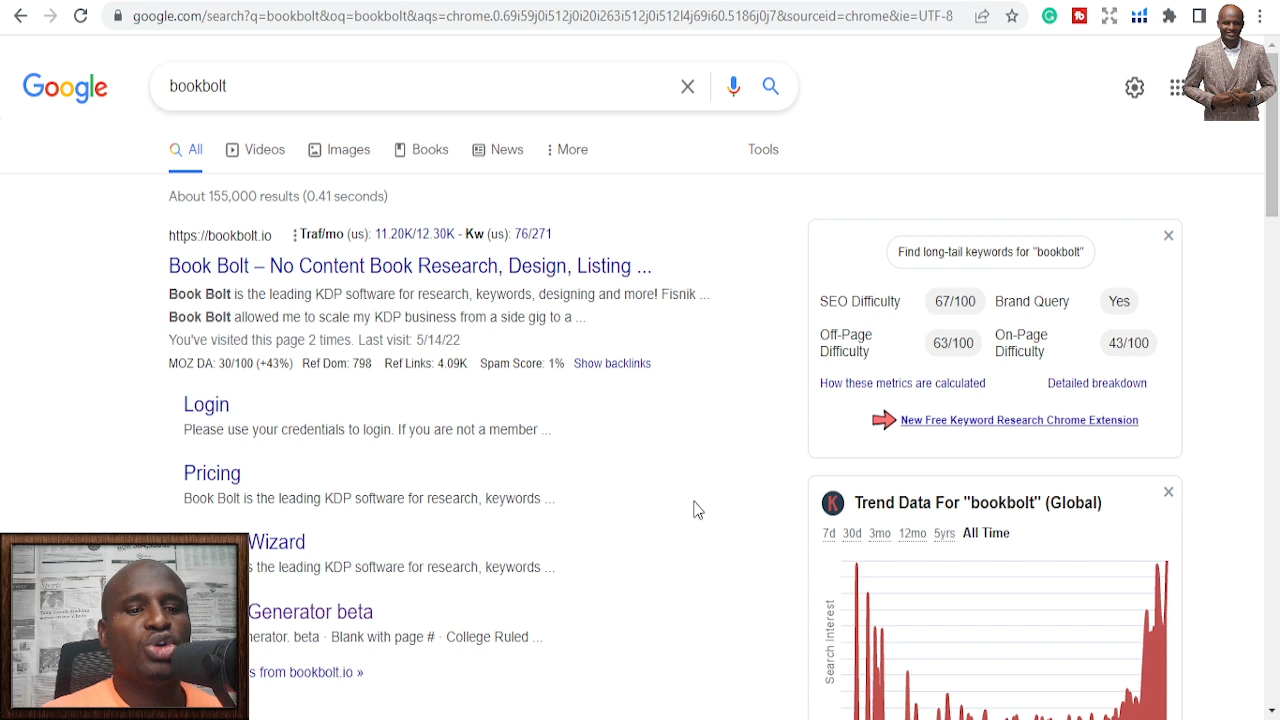 google.com/search?q=bookbolt&oq=bookbolt&aqs=chrome.0.69i59j0i512j0i20i263i512j0i512l4j69i60.5186j0j7&sourceid=chrome&ie=UTF-8
Google
bookbolt
All Videos Images Books News More Tools
About 155,000 results (0.41 seconds)
https://bookbolt.io Traf/mo (us): 11.20K/12.30K - Kw (us): 76/271
Book Bolt – No Content Book Research, Design, Listing ...
Book Bolt is the leading KDP software for research, keywords, designing and more! Fisnik ...
Book Bolt allowed me to scale my KDP business from a side gig to a ...
You've visited this page 2 times. Last visit: 5/14/22
MOZ DA: 30/100 (+43%) Ref Dom: 798 Ref Links: 4.09K Spam Score: 1% Show backlinks
Login
Please use your credentials to login. If you are not a member ...
Pricing
Book Bolt is the leading KDP software for research, keywords ...
Wizard
s the leading KDP software for research, keywords ...
Generator beta
nerator. beta · Blank with page # · College Ruled ...
s from bookbolt.io »
Find long-tail keywords for "bookbolt"
SEO Difficulty 67/100 Brand Query Yes
Off-Page Difficulty 63/100 On-Page Difficulty 43/100
How these metrics are calculated Detailed breakdown
New Free Keyword Research Chrome Extension
K Trend Data For "bookbolt" (Global)
7d 30d 3mo 12mo 5yrs All Time
Search Interest